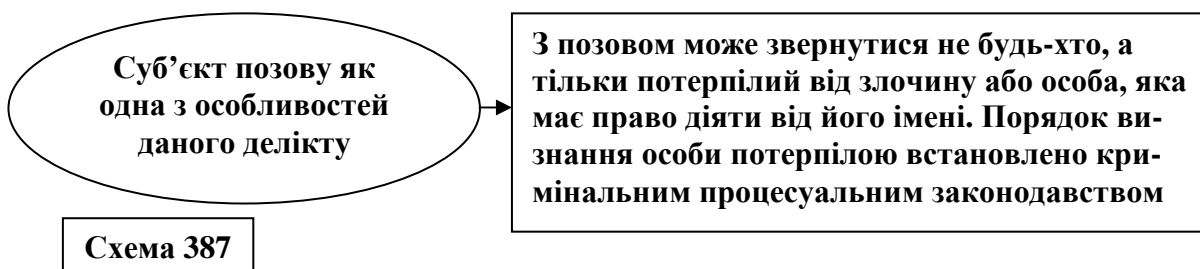 Суб’єкт позову як
одна з особливостей
даного делікту
З позовом може звернутися не будь-хто, а
тільки потерпілий від злочину або особа, яка
має право діяти від його імені. Порядок ви-
знання особи потерпілою встановлено кри-
мінальним процесуальним законодавством
Схема 387